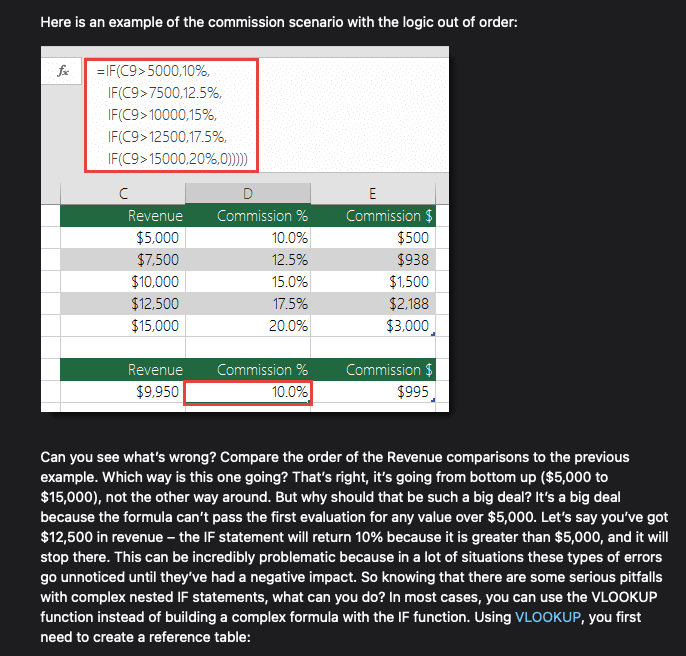 Here is an example of the commission scenario with the logic out of order:
fx
=IF(C9>5000,10%,
IF(C9>7500,12.5%,
IF(C9>10000,15%,
IF(C9>12500,17.5%,
IF(C9>15000,20%,0)))))
C D E
Revenue Commission % Commission $
$5,000 10.0% $500
$7,500 12.5% $938
$10,000 15.0% $1,500
$12,500 17.5% $2,188
$15,000 20.0% $3,000
Revenue Commission % Commission $
$9,950 10.0% $995
Can you see what’s wrong? Compare the order of the Revenue comparisons to the previous
example. Which way is this one going? That’s right, it’s going from bottom up ($5,000 to
$15,000), not the other way around. But why should that be such a big deal? It’s a big deal
because the formula can’t pass the first evaluation for any value over $5,000. Let’s say you’ve got
$12,500 in revenue – the IF statement will return 10% because it is greater than $5,000, and it will
stop there. This can be incredibly problematic because in a lot of situations these types of errors
go unnoticed until they’ve had a negative impact. So knowing that there are some serious pitfalls
with complex nested IF statements, what can you do? In most cases, you can use the VLOOKUP
function instead of building a complex formula with the IF function. Using VLOOKUP, you first
need to create a reference table: